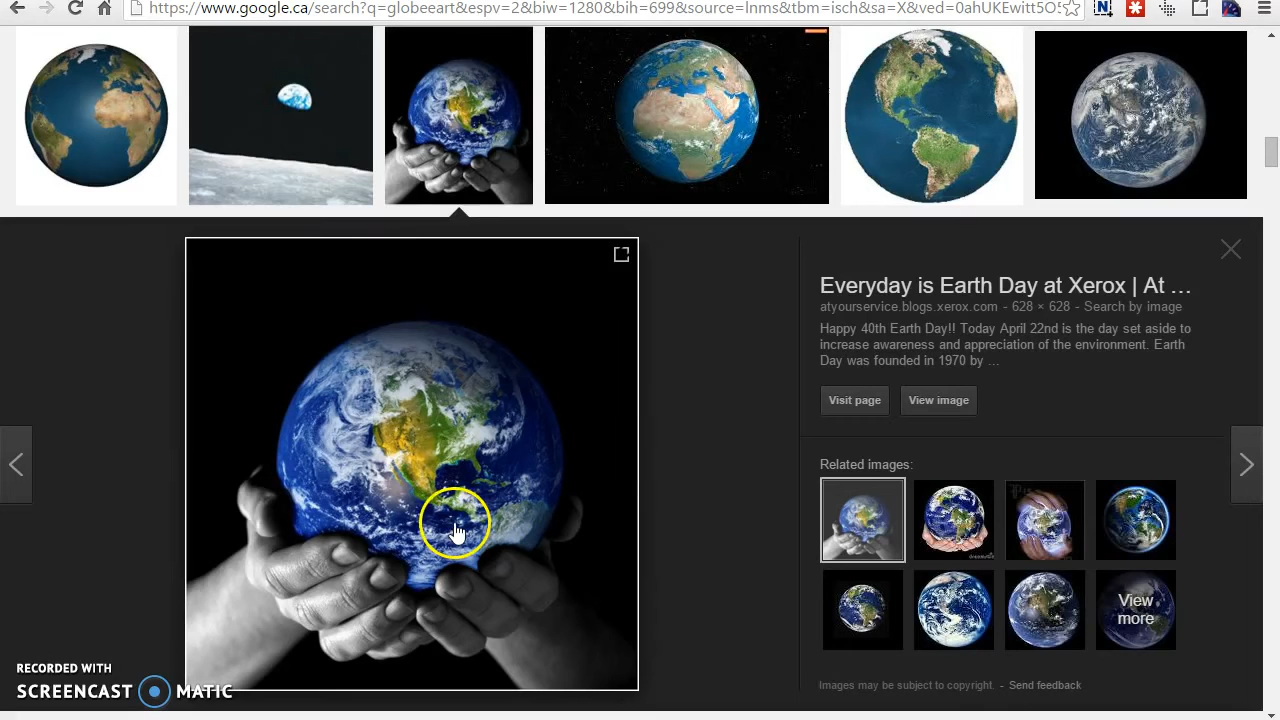 https://www.google.ca/search?q=globeeart&espv=2&biw=1280&bih=699&source=lnms&tbm=isch&sa=X&ved=0ahUKEwitt5O5
Everyday is Earth Day at Xerox | At ...
atyourservice.blogs.xerox.com - 628 × 628 - Search by image
Happy 40th Earth Day!! Today April 22nd is the day set aside to
increase awareness and appreciation of the environment. Earth
Day was founded in 1970 by ...
Visit page View image
Related images:
View
more
RECORDED WITH
SCREENCAST MATIC
Images may be subject to copyright. - Send feedback